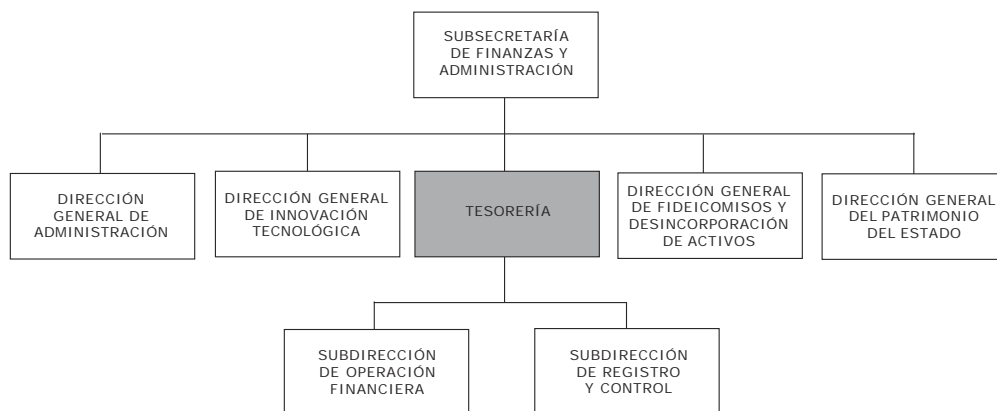 SUBSECRETARÍA
DE FINANZAS Y
ADMINISTRACIÓN
DIRECCIÓN
GENERAL DE
ADMINISTRACIÓN
DIRECCIÓN GENERAL
DE INNOVACIÓN
TECNOLÓGICA
TESORERÍA
DIRECCIÓN GENERAL
DE FIDEICOMISOS Y
DESINCORPORACIÓN
DE ACTIVOS
DIRECCIÓN GENERAL
DEL PATRIMONIO
DEL ESTADO
SUBDIRECCIÓN
DE OPERACIÓN
FINANCIERA
SUBDIRECCIÓN
DE REGISTRO
Y CONTROL